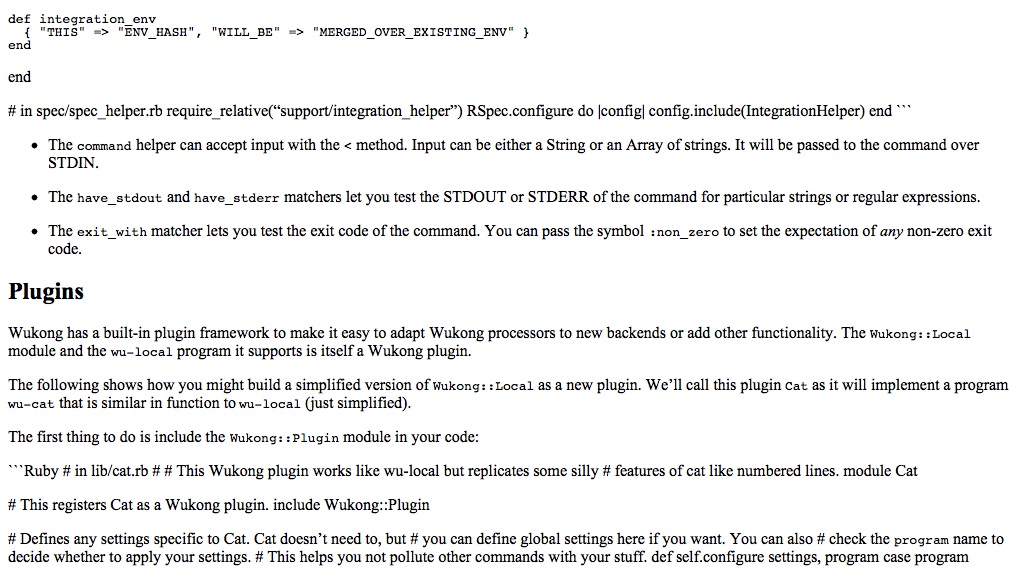 def integration_env
  { "THIS" => "ENV_HASH", "WILL_BE" => "MERGED_OVER_EXISTING_ENV" }
end
end
# in spec/spec_helper.rb require_relative(“support/integration_helper”) RSpec.configure do |config| config.include(IntegrationHelper) end ```
• The command helper can accept input with the < method. Input can be either a String or an Array of strings. It will be passed to the command over
STDIN.
• The have_stdout and have_stderr matchers let you test the STDOUT or STDERR of the command for particular strings or regular expressions.
• The exit_with matcher lets you test the exit code of the command. You can pass the symbol :non_zero to set the expectation of any non-zero exit
code.
Plugins
Wukong has a built-in plugin framework to make it easy to adapt Wukong processors to new backends or add other functionality. The Wukong::Local
module and the wu-local program it supports is itself a Wukong plugin.
The following shows how you might build a simplified version of Wukong::Local as a new plugin. We’ll call this plugin Cat as it will implement a program
wu-cat that is similar in function to wu-local (just simplified).
The first thing to do is include the Wukong::Plugin module in your code:
```Ruby # in lib/cat.rb # # This Wukong plugin works like wu-local but replicates some silly # features of cat like numbered lines. module Cat
# This registers Cat as a Wukong plugin. include Wukong::Plugin
# Defines any settings specific to Cat. Cat doesn’t need to, but # you can define global settings here if you want. You can also # check the program name to
decide whether to apply your settings. # This helps you not pollute other commands with your stuff. def self.configure settings, program case program